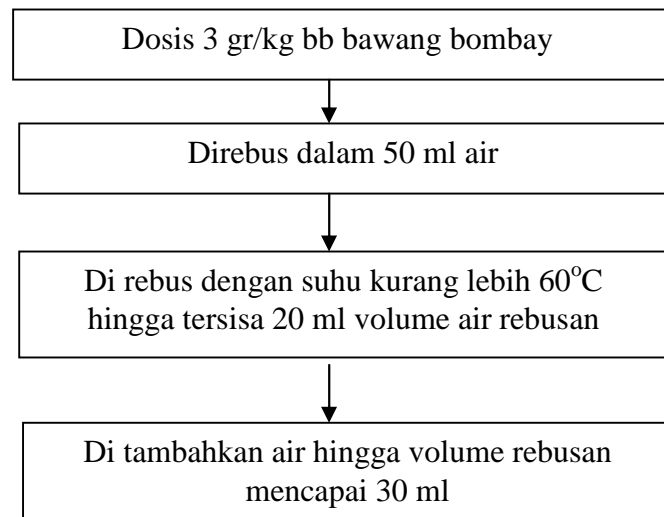 Dosis 3 gr/kg bb bawang bombay
Direbus dalam 50 ml air
Di rebus dengan suhu kurang lebih 60°C
hingga tersisa 20 ml volume air rebusan
Di tambahkan air hingga volume rebusan
mencapai 30 ml